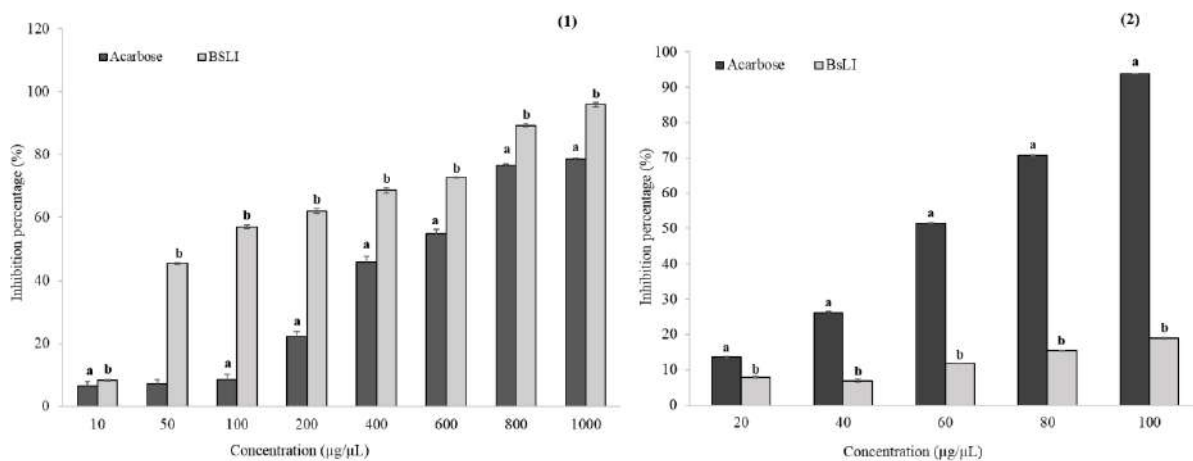 (1)
120
100
80
60
40
20
0
Inhibition percentage (%)
Acarbose BSLI
a b
b
a b
a b
a b
a b
a b
a b
10 50 100 200 400 600 800 1000
Concentration (µg/µL)
(2)
100
90
80
70
60
50
40
30
20
10
0
Inhibition percentage (%)
Acarbose BsLI
a b
a b
a b
a b
a b
20 40 60 80 100
Concentration (µg/µL)